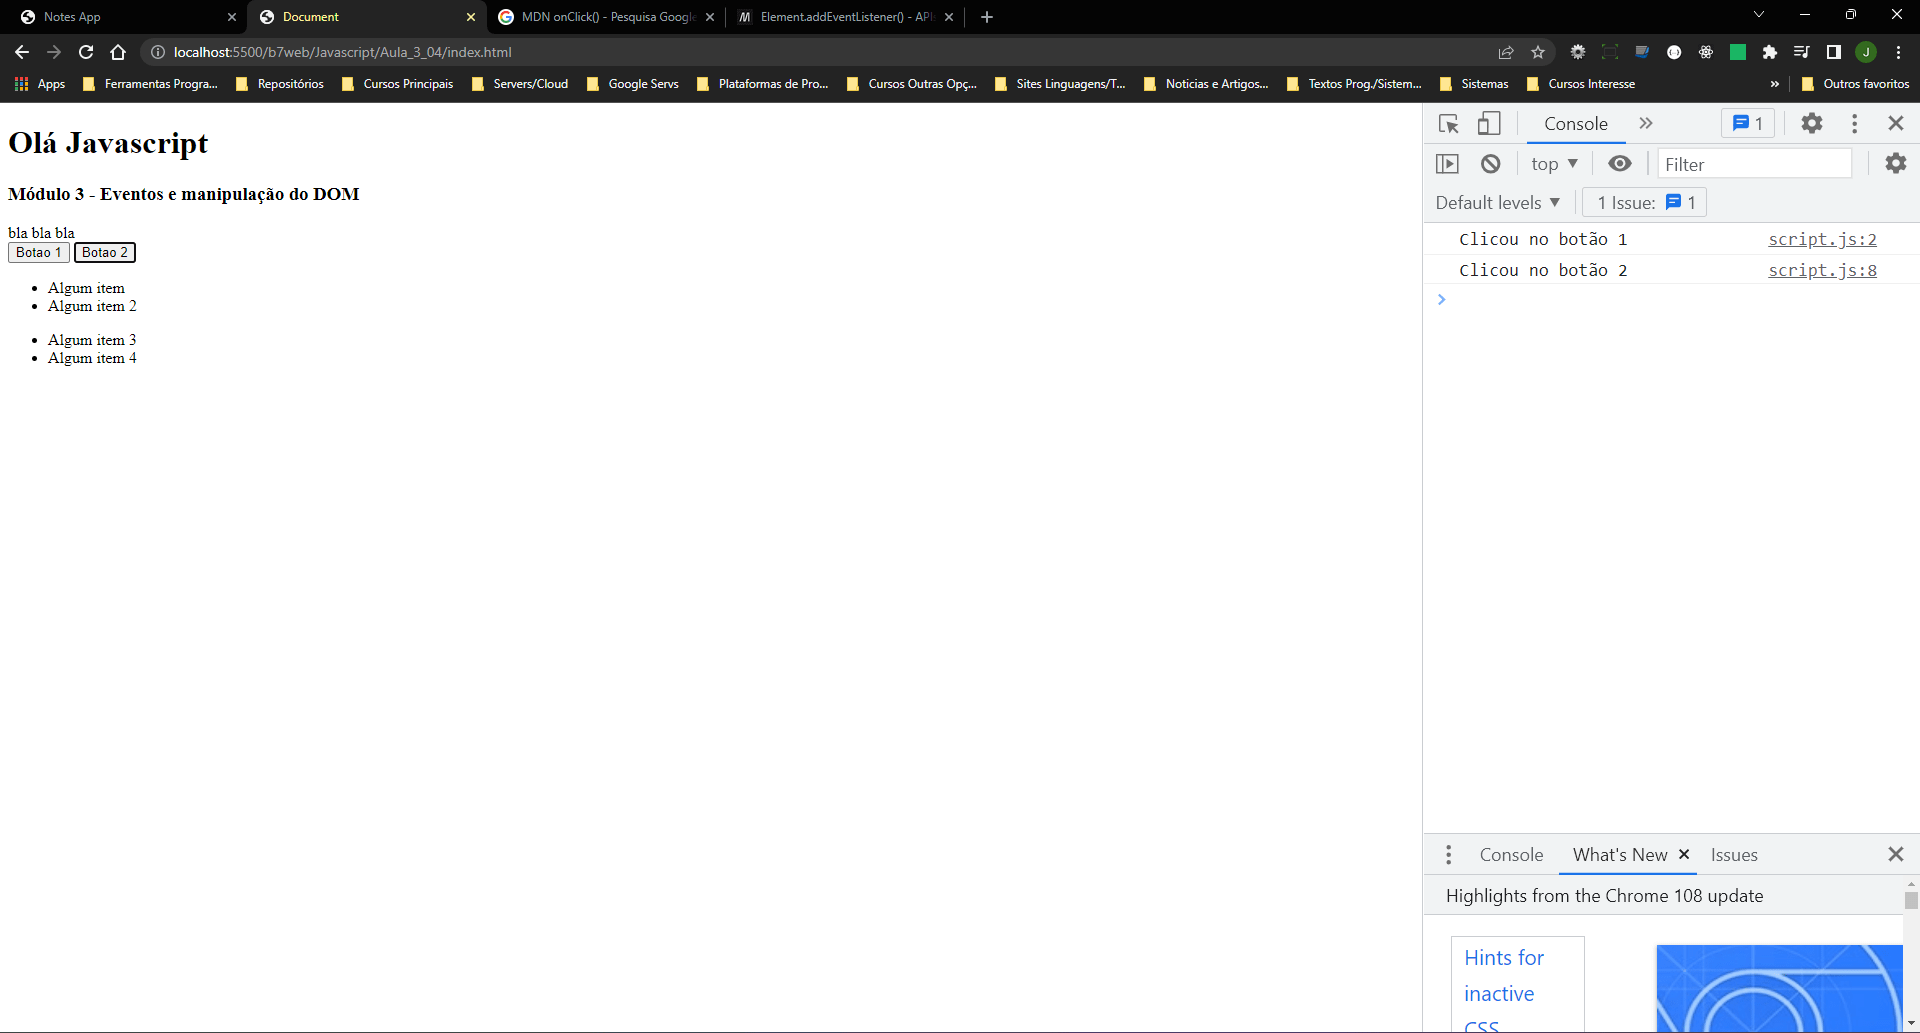 Notes App
Document
MDN onClick() - Pesquisa Google
Element.addEventListener() - APIs
localhost:5500/b7web/Javascript/Aula_3_04/index.html
J
Apps
Ferramentas Progra...
Repositórios
Cursos Principais
Servers/Cloud
Google Servs
Plataformas de Pro...
Cursos Outras Opç...
Sites Linguagens/T...
Noticias e Artigos...
Textos Prog./Sistem...
Sistemas
Cursos Interesse
»
Outros favoritos
Olá Javascript
Módulo 3 - Eventos e manipulação do DOM
bla bla bla
Botao 1 Botao 2
Algum item
Algum item 2
Algum item 3
Algum item 4
Console
1
top
Filter
Default levels
1 Issue: 1
Clicou no botão 1 script.js:2
Clicou no botão 2 script.js:8
Console What's New Issues
Highlights from the Chrome 108 update
Hints for
inactive
CSS